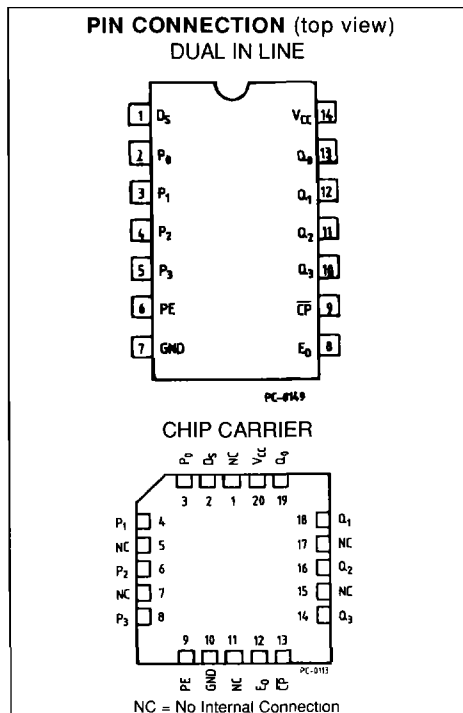 PIN CONNECTION (top view)
DUAL IN LINE
1 DS VCC 14
2 P0 Q0 13
3 P1 Q1 12
4 P2 Q2 11
5 P3 Q3 10
6 PE C̅P̅ 9
7 GND E0 8
PC-0149
CHIP CARRIER
P0 DS NC VCC Q0
3 2 1 20 19
P1 4 18 Q1
NC 5 17 NC
P2 6 16 Q2
NC 7 15 NC
P3 8 14 Q3
9 10 11 12 13
PE GND NC E0 C̅P̅
PC-0113
NC = No Internal Connection